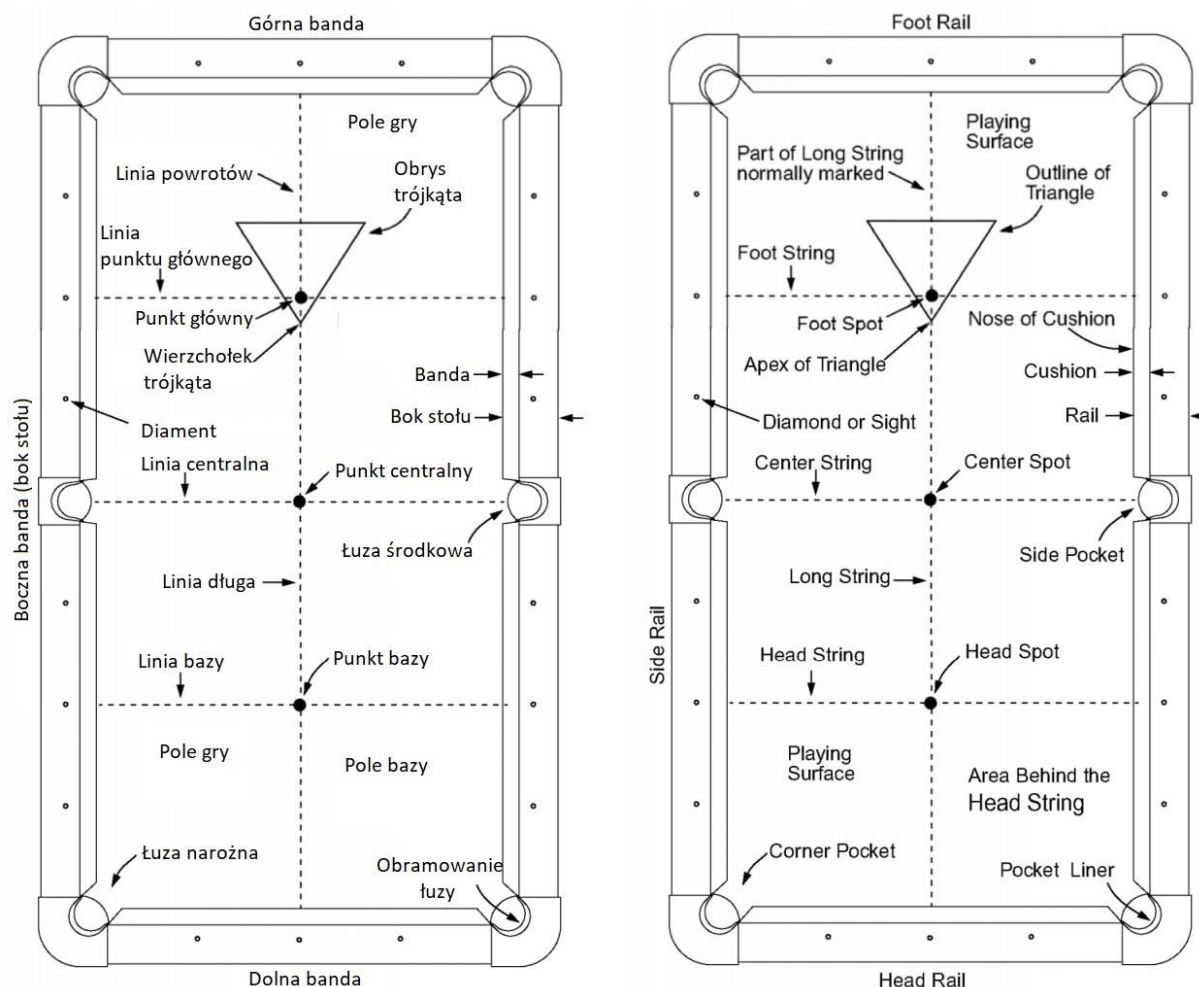 Górna banda
Pole gry
Linia powrotów
Obrys
trójkąta
Linia
punktu głównego
Punkt główny
Wierzchołek
trójkąta
Banda
Bok stołu
Diament
Linia centralna
Punkt centralny
Boczna banda (bok stołu)
Łuza środkowa
Linia długa
Linia bazy
Punkt bazy
Pole gry
Pole bazy
Łuza narożna
Obramowanie
łuzy
Dolna banda
Foot Rail
Playing
Surface
Part of Long String
normally marked
Outline of
Triangle
Foot String
Foot Spot
Nose of Cushion
Apex of Triangle
Cushion
Rail
Diamond or Sight
Center String
Center Spot
Side Pocket
Long String
Side Rail
Head String
Head Spot
Playing
Surface
Area Behind the
Head String
Corner Pocket
Pocket Liner
Head Rail